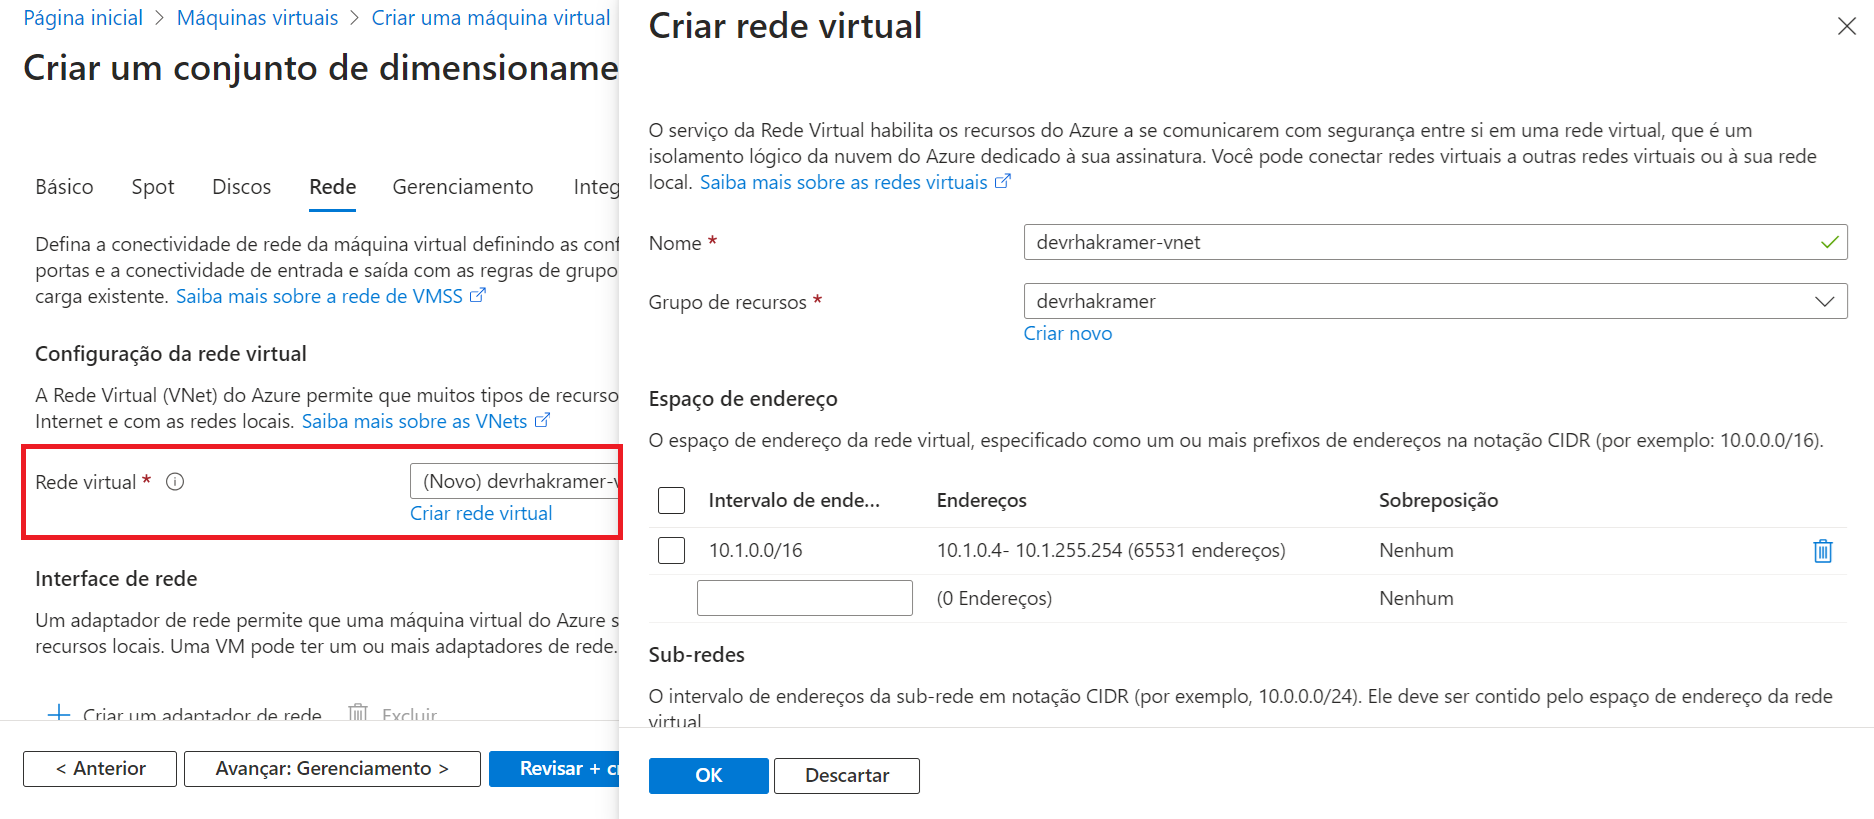 Página inicial > Máquinas virtuais > Criar uma máquina virtual
Criar um conjunto de dimensioname
Básico Spot Discos Rede Gerenciamento Integ
Defina a conectividade de rede da máquina virtual definindo as conf
portas e a conectividade de entrada e saída com as regras de grupo
carga existente. Saiba mais sobre a rede de VMSS
Configuração da rede virtual
A Rede Virtual (VNet) do Azure permite que muitos tipos de recurso
Internet e com as redes locais. Saiba mais sobre as VNets
Rede virtual * (Novo) devrhakramer-v
Criar rede virtual
Interface de rede
Um adaptador de rede permite que uma máquina virtual do Azure s
recursos locais. Uma VM pode ter um ou mais adaptadores de rede.
Criar um adaptador de rede Excluir
< Anterior Avançar: Gerenciamento > Revisar + cr
Criar rede virtual
O serviço da Rede Virtual habilita os recursos do Azure a se comunicarem com segurança entre si em uma rede virtual, que é um
isolamento lógico da nuvem do Azure dedicado à sua assinatura. Você pode conectar redes virtuais a outras redes virtuais ou à sua rede
local. Saiba mais sobre as redes virtuais
Nome * devrhakramer-vnet
Grupo de recursos * devrhakramer
Criar novo
Espaço de endereço
O espaço de endereço da rede virtual, especificado como um ou mais prefixos de endereços na notação CIDR (por exemplo: 10.0.0.0/16).
Intervalo de ende... Endereços Sobreposição
10.1.0.0/16 10.1.0.4- 10.1.255.254 (65531 endereços) Nenhum
(0 Endereços) Nenhum
Sub-redes
O intervalo de endereços da sub-rede em notação CIDR (por exemplo, 10.0.0.0/24). Ele deve ser contido pelo espaço de endereço da rede
virtual
OK Descartar